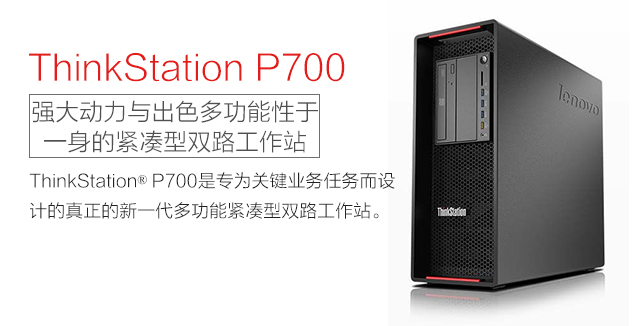 ThinkStation P700
强大动力与出色多功能性于
一身的紧凑型双路工作站
ThinkStation® P700是专为关键业务任务而设
计的真正的新一代多功能紧凑型双路工作站。
lenovo
ThinkStation